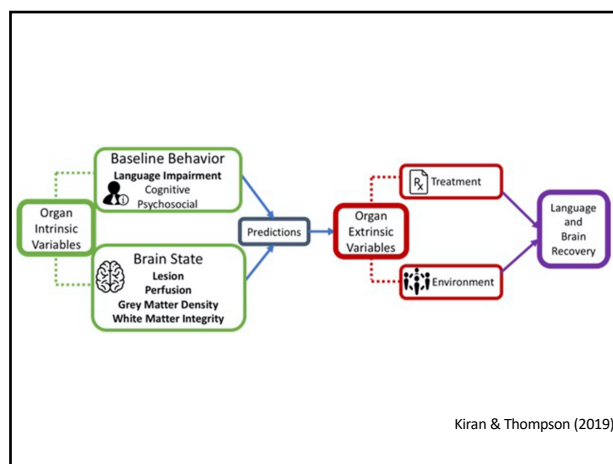 Organ
Intrinsic
Variables
Baseline Behavior
Language Impairment
Cognitive
Psychosocial
Brain State
Lesion
Perfusion
Grey Matter Density
White Matter Integrity
Predictions
Organ
Extrinsic
Variables
Rx
Treatment
Environment
Language
and
Brain
Recovery
Kiran & Thompson (2019)